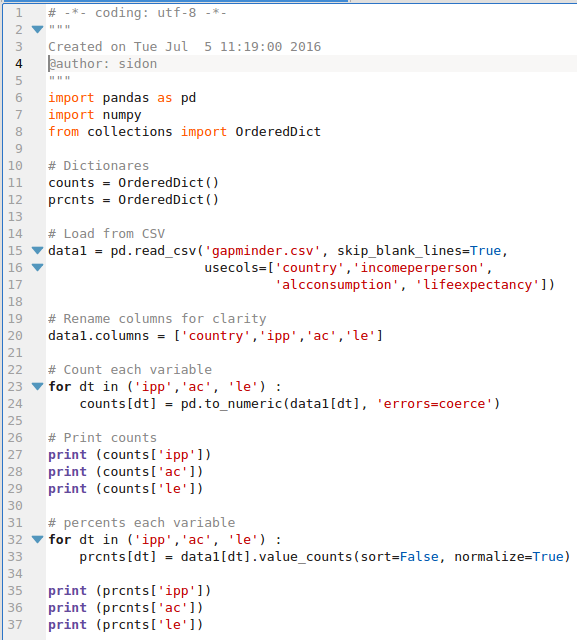 1 # -*- coding: utf-8 -*-
2 """
3 Created on Tue Jul  5 11:19:00 2016
4 @author: sidon
5 """
6 import pandas as pd
7 import numpy
8 from collections import OrderedDict
9
10 # Dictionares
11 counts = OrderedDict()
12 prcnts = OrderedDict()
13
14 # Load from CSV
15 data1 = pd.read_csv('gapminder.csv', skip_blank_lines=True,
16                     usecols=['country','incomeperperson',
17                              'alcconsumption', 'lifeexpectancy'])
18
19 # Rename columns for clarity
20 data1.columns = ['country','ipp','ac','le']
21
22 # Count each variable
23 for dt in ('ipp','ac', 'le') :
24     counts[dt] = pd.to_numeric(data1[dt], 'errors=coerce')
25
26 # Print counts
27 print (counts['ipp'])
28 print (counts['ac'])
29 print (counts['le'])
30
31 # percents each variable
32 for dt in ('ipp','ac', 'le') :
33     prcnts[dt] = data1[dt].value_counts(sort=False, normalize=True)
34
35 print (prcnts['ipp'])
36 print (prcnts['ac'])
37 print (prcnts['le'])